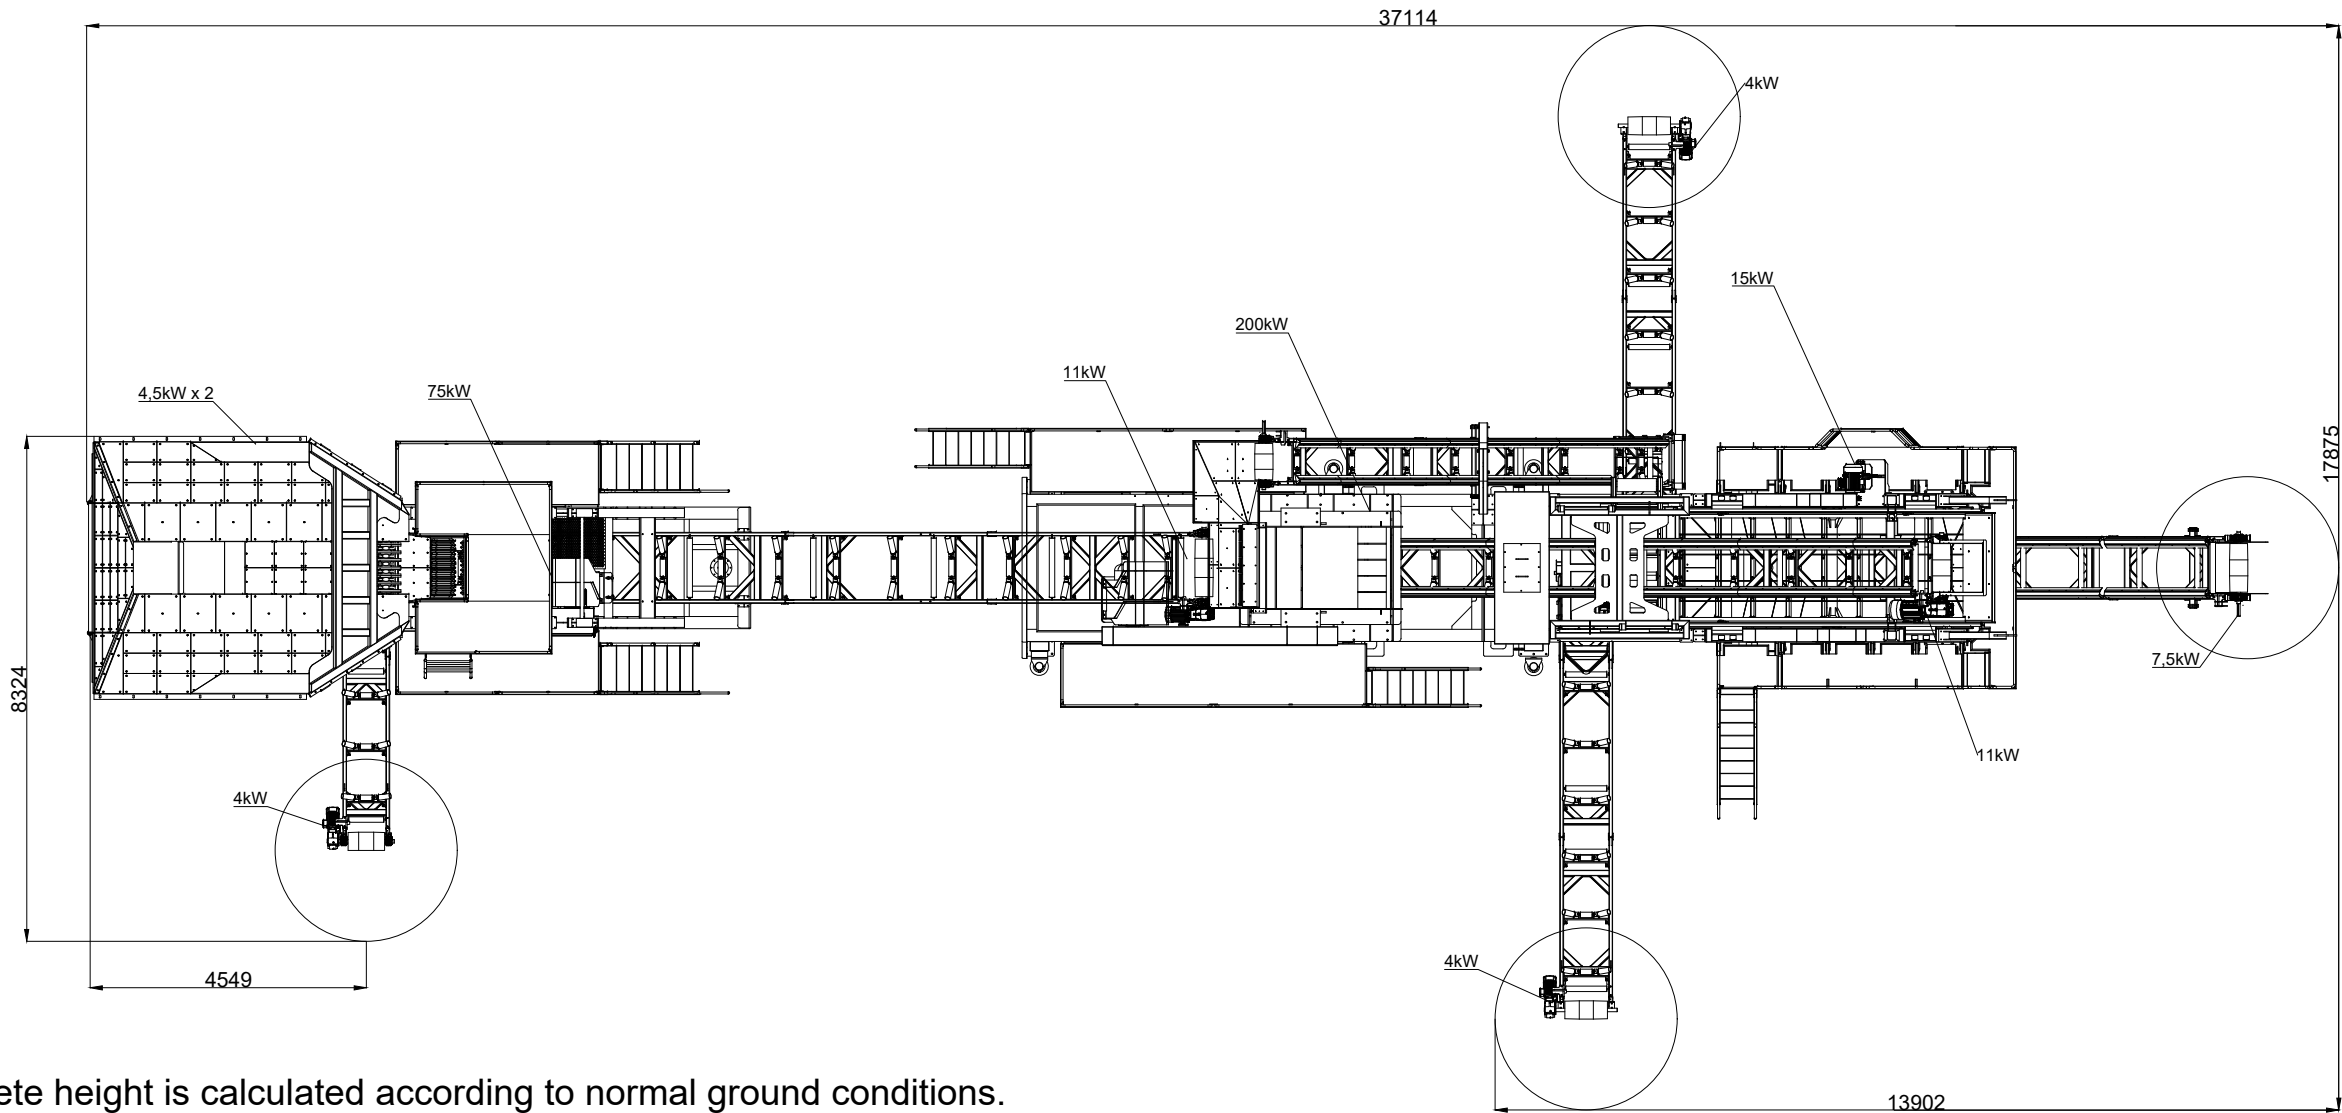 37114
4kW
15kW
200kW
11kW
75kW
4,5kW x 2
17875
7,5kW
8324
11kW
4kW
4kW
4549
ete height is calculated according to normal ground conditions.
13902